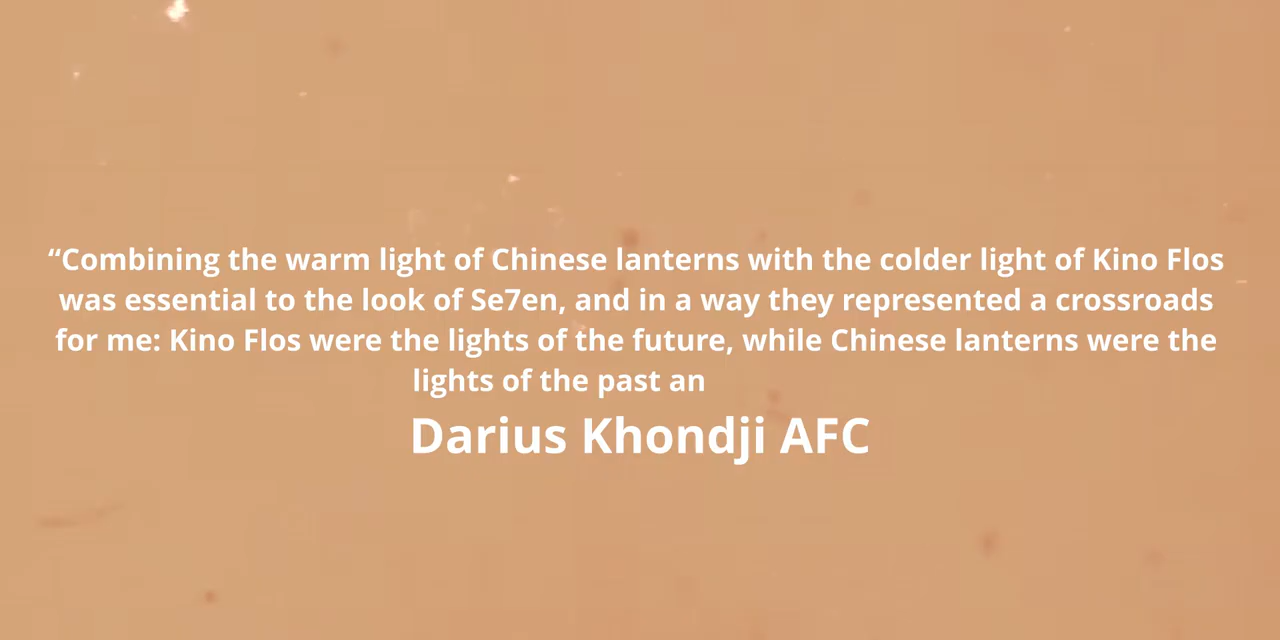 “Combining the warm light of Chinese lanterns with the colder light of Kino Flos
was essential to the look of Se7en, and in a way they represented a crossroads
for me: Kino Flos were the lights of the future, while Chinese lanterns were the
lights of the past an
Darius Khondji AFC